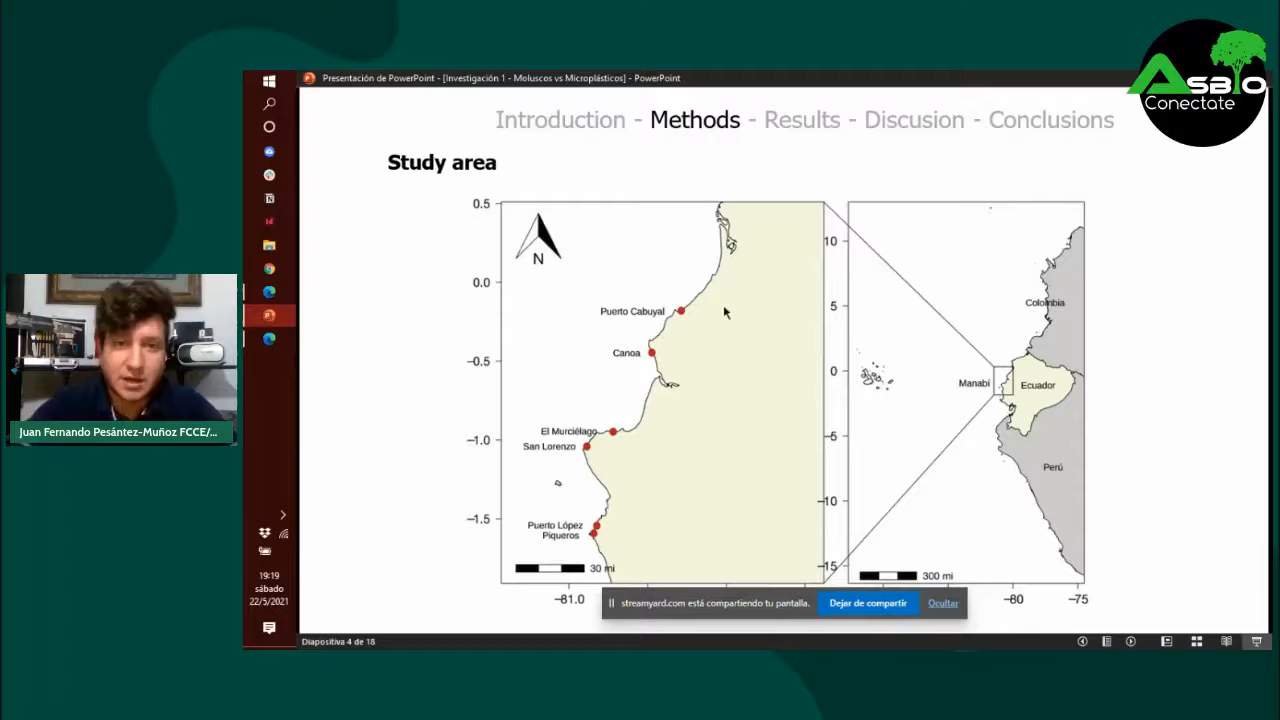 Presentación de PowerPoint - [Investigación 1 - Moluscos vs Microplásticos] - PowerPoint
ASBIO
Conectate
Introduction - Methods - Results - Discusion - Conclusions
Study area
0.5
0.0
−0.5
−1.0
−1.5
N
Puerto Cabuyal
Canoa
El Murciélago
San Lorenzo
Puerto López
Piqueros
30 mi
−81.0
10
5
0
−5
−10
−15
Colombia
Manabí
Ecuador
Perú
300 mi
−80
−75
Juan Fernando Pesántez-Muñoz FCCE/...
streamyard.com está compartiendo tu pantalla.
Dejar de compartir
Ocultar
19:19
sábado
22/5/2021
Diapositiva 4 de 18